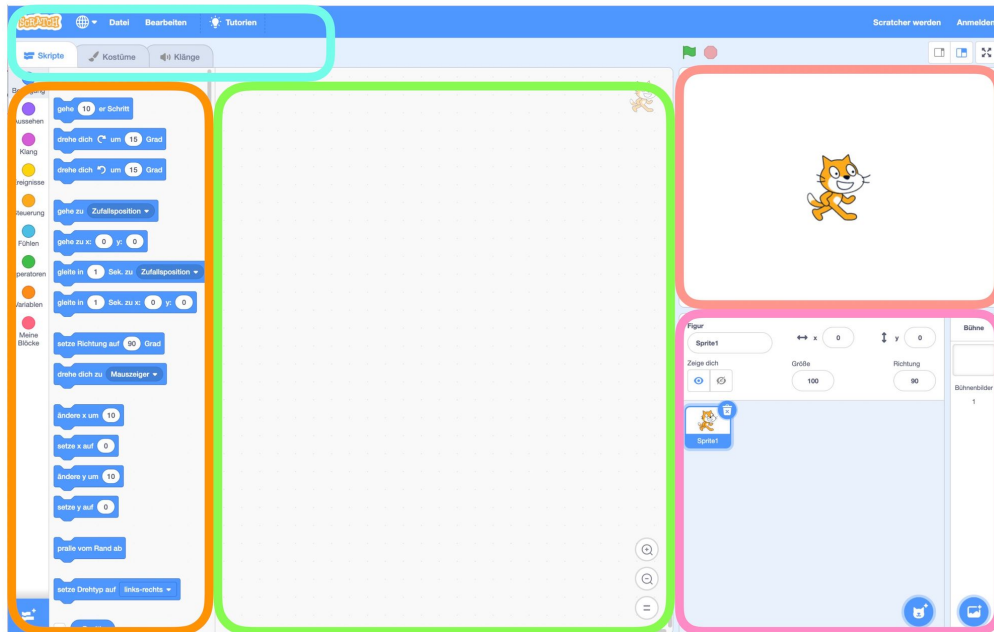 SCRATCH Datei Bearbeiten Tutorien Scratcher werden Anmelden
Skripte Kostüme Klänge
gehe 10 er Schritt
Klang
drehe dich um 15 Grad
drehe dich um 15 Grad
gehe zu Zufallsposition
Fühlen
gehe zu x: 0 y: 0
gleite in 1 Sek. zu Zufallsposition
gleite in 1 Sek. zu x: 0 y: 0
Meine
Blöcke
setze Richtung auf 90 Grad
drehe dich zu Mauszeiger
ändere x um 10
setze x auf 0
ändere y um 10
setze y auf 0
pralle vom Rand ab
setze Drehtyp auf links-rechts
Figur
Sprite1 x 0 y 0
Zeige dich Größe Richtung
100 90
Sprite1
Bühne
Bühnenbilder
1